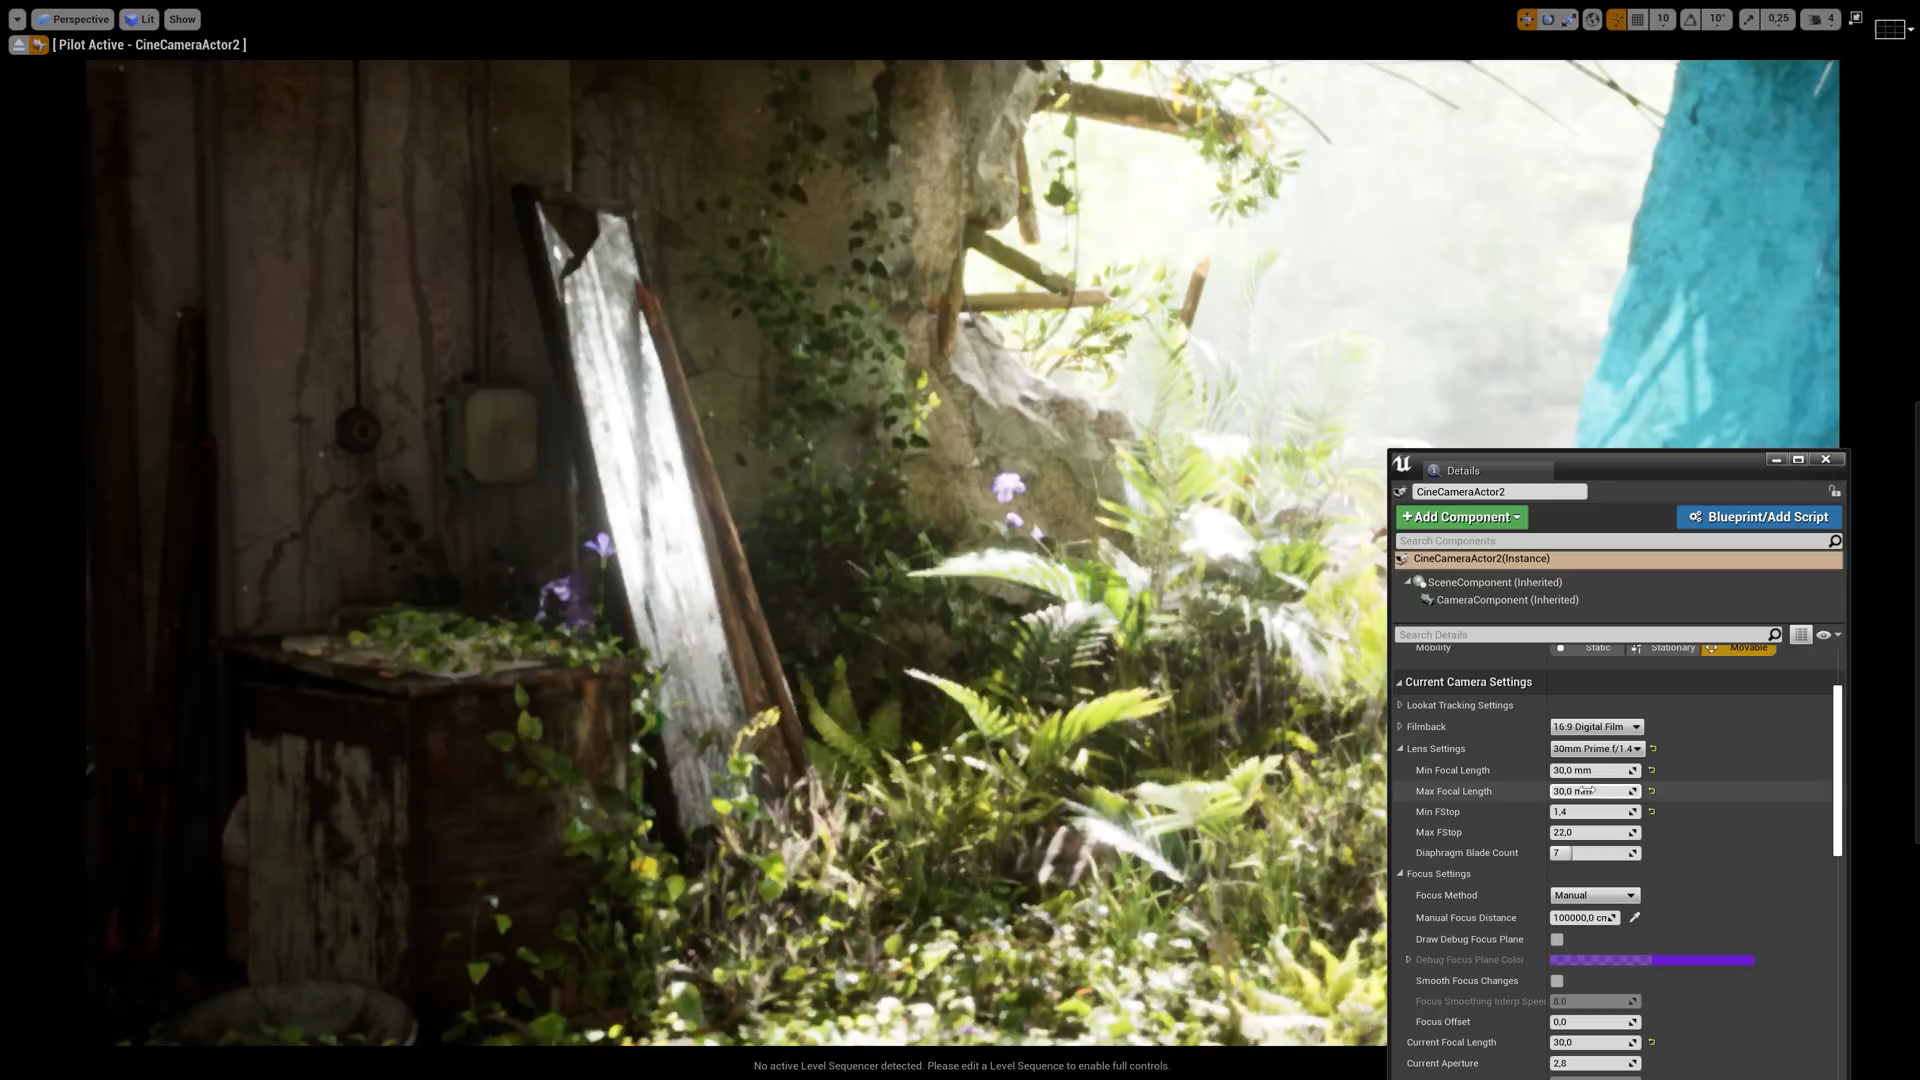 Perspective Lit Show 10 10° 0,25 4
[ Pilot Active - CineCameraActor2 ]
Details
CineCameraActor2
+Add Component Blueprint/Add Script
Search Components
CineCameraActor2(Instance)
SceneComponent (Inherited)
CameraComponent (Inherited)
Search Details
Mobility Static Stationary Movable
Current Camera Settings
Lookat Tracking Settings
Filmback 16:9 Digital Film
Lens Settings 30mm Prime f/1.4
Min Focal Length 30,0 mm
Max Focal Length 30,0 mm
Min FStop 1,4
Max FStop 22,0
Diaphragm Blade Count 7
Focus Settings
Focus Method Manual
Manual Focus Distance 100000,0 cm
Draw Debug Focus Plane
Debug Focus Plane Color
Smooth Focus Changes
Focus Smoothing Interp Speed 8,0
Focus Offset 0,0
Current Focal Length 30,0
Current Aperture 2,8
No active Level Sequencer detected. Please edit a Level Sequence to enable full controls.